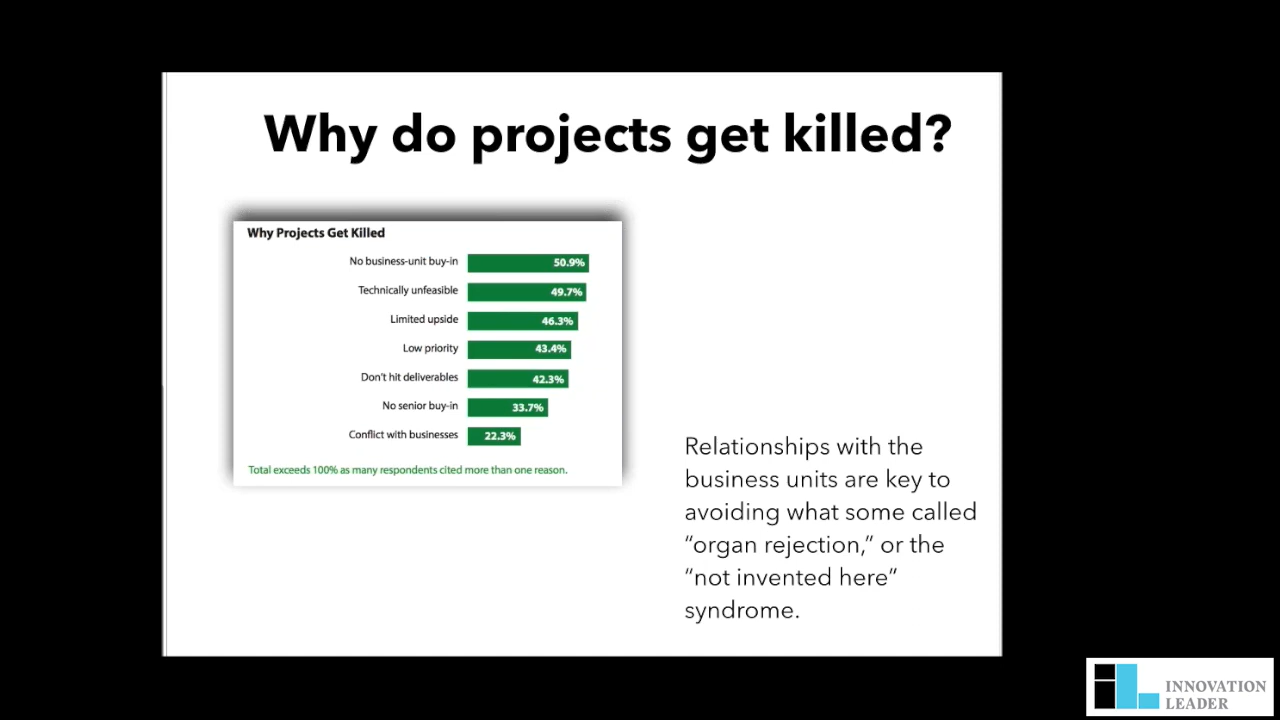 Why do projects get killed?
Why Projects Get Killed
No business-unit buy-in 50.9%
Technically unfeasible 49.7%
Limited upside 46.3%
Low priority 43.4%
Don't hit deliverables 42.3%
No senior buy-in 33.7%
Conflict with businesses 22.3%
Total exceeds 100% as many respondents cited more than one reason.
Relationships with the
business units are key to
avoiding what some called
“organ rejection,” or the
“not invented here”
syndrome.
iL INNOVATION
LEADER